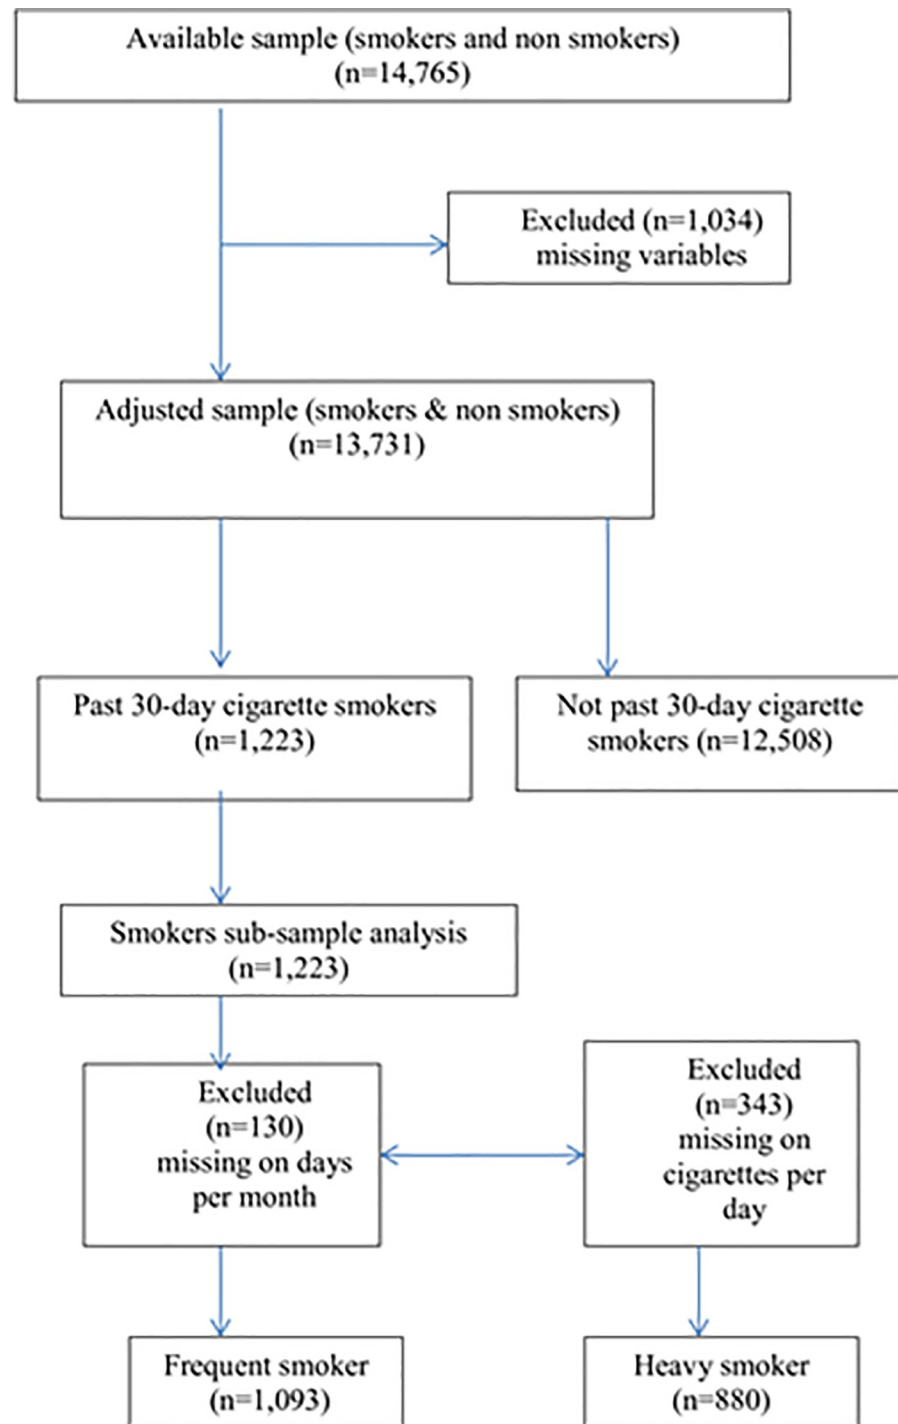 Available sample (smokers and non smokers)
(n=14,765)
Excluded (n=1,034)
missing variables
Adjusted sample (smokers & non smokers)
(n=13,731)
Past 30-day cigarette smokers
(n=1,223)
Not past 30-day cigarette
smokers (n=12,508)
Smokers sub-sample analysis
(n=1,223)
Excluded
(n=130)
missing on days
per month
Excluded
(n=343)
missing on
cigarettes per
day
Frequent smoker
(n=1,093)
Heavy smoker
(n=880)